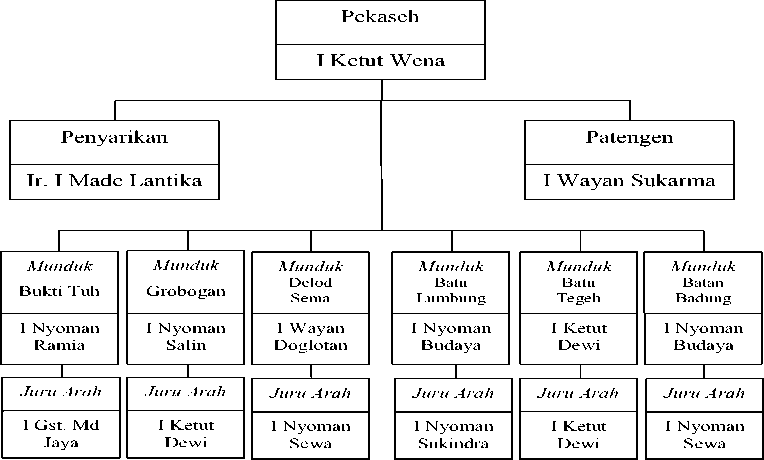 Pekaseh
I Ketut Wena
Penyarikan
Ir. I Made Lantika
Patengen
I Wayan Sukarma
Munduk
Bukti Tuh
I Nyoman
Ramia
Munduk
Grobogan
I Nyoman
Salin
Munduk
Delod
Sema
I Wayan
Doglotan
Munduk
Batu
Lumbung
I Nyoman
Budaya
Munduk
Batu
Tegeh
I Ketut
Dewi
Munduk
Batan
Badung
I Nyoman
Budaya
Juru Arah
I Gst. Md
Jaya
Juru Arah
I Ketut
Dewi
Juru Arah
I Nyoman
Sewa
Juru Arah
I Nyoman
Sukindra
Juru Arah
I Ketut
Dewi
Juru Arah
I Nyoman
Sewa